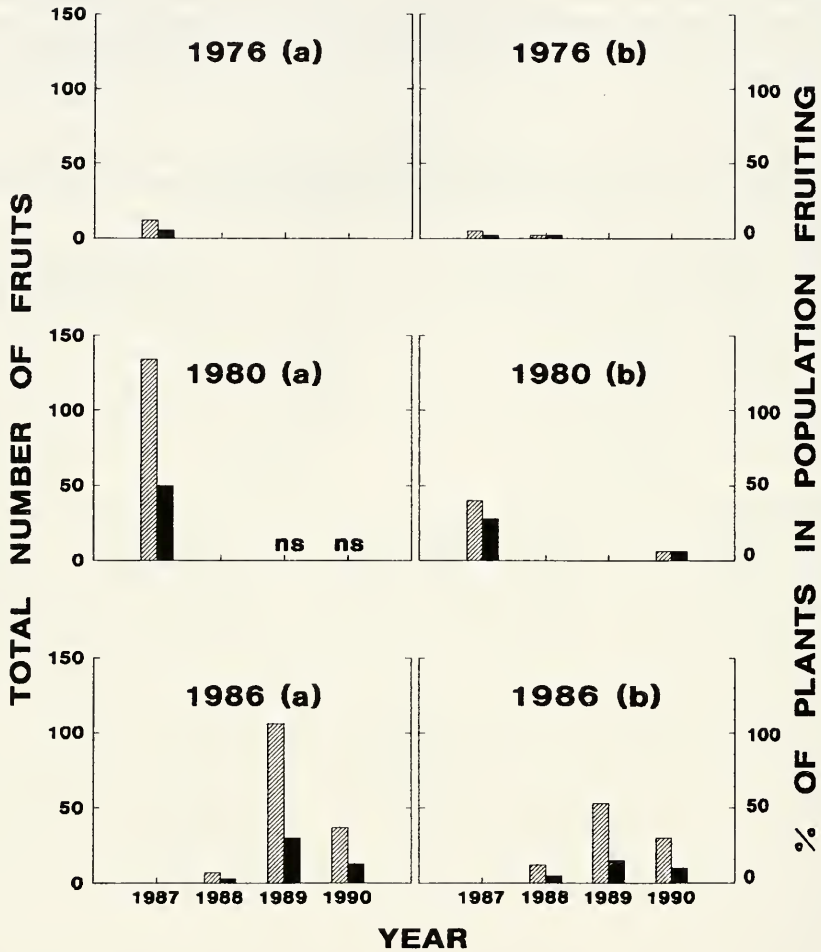 TOTAL NUMBER OF FRUITS
% OF PLANTS IN POPULATION FRUITING
1976 (a)
150
100
50
0
1976 (b)
100
50
0
1980 (a)
150
100
50
0
ns ns
1980 (b)
100
50
0
1986 (a)
150
100
50
0
1986 (b)
100
50
0
1987 1988 1989 1990 1987 1988 1989 1990
YEAR